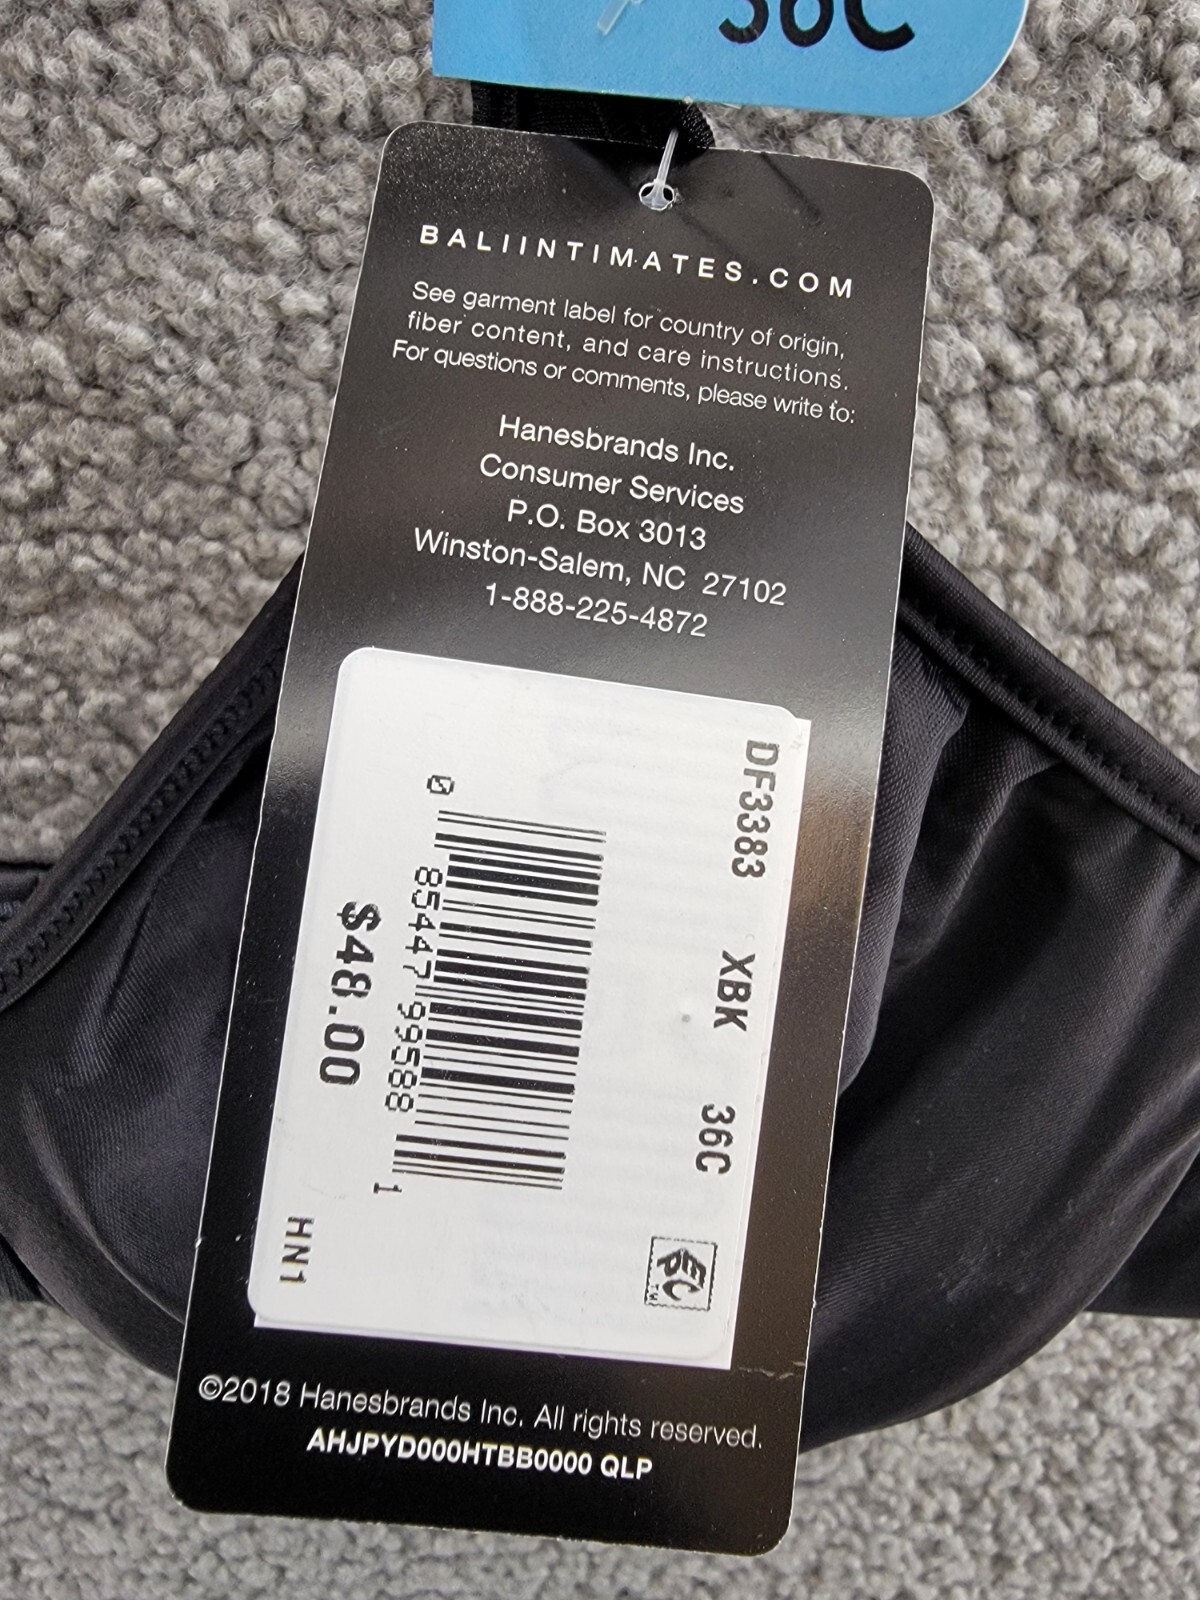 36C
BALIINTIMATES.COM
See garment label for country of origin,
fiber content, and care instructions.
For questions or comments, please write to:
Hanesbrands Inc.
Consumer Services
P.O. Box 3013
Winston-Salem, NC 27102
1-888-225-4872
DF3383 XBK 36C
0 85447 99588 1
$48.00
HN1
EPC TM
©2018 Hanesbrands Inc. All rights reserved.
AHJPYD000HTBB0000 QLP